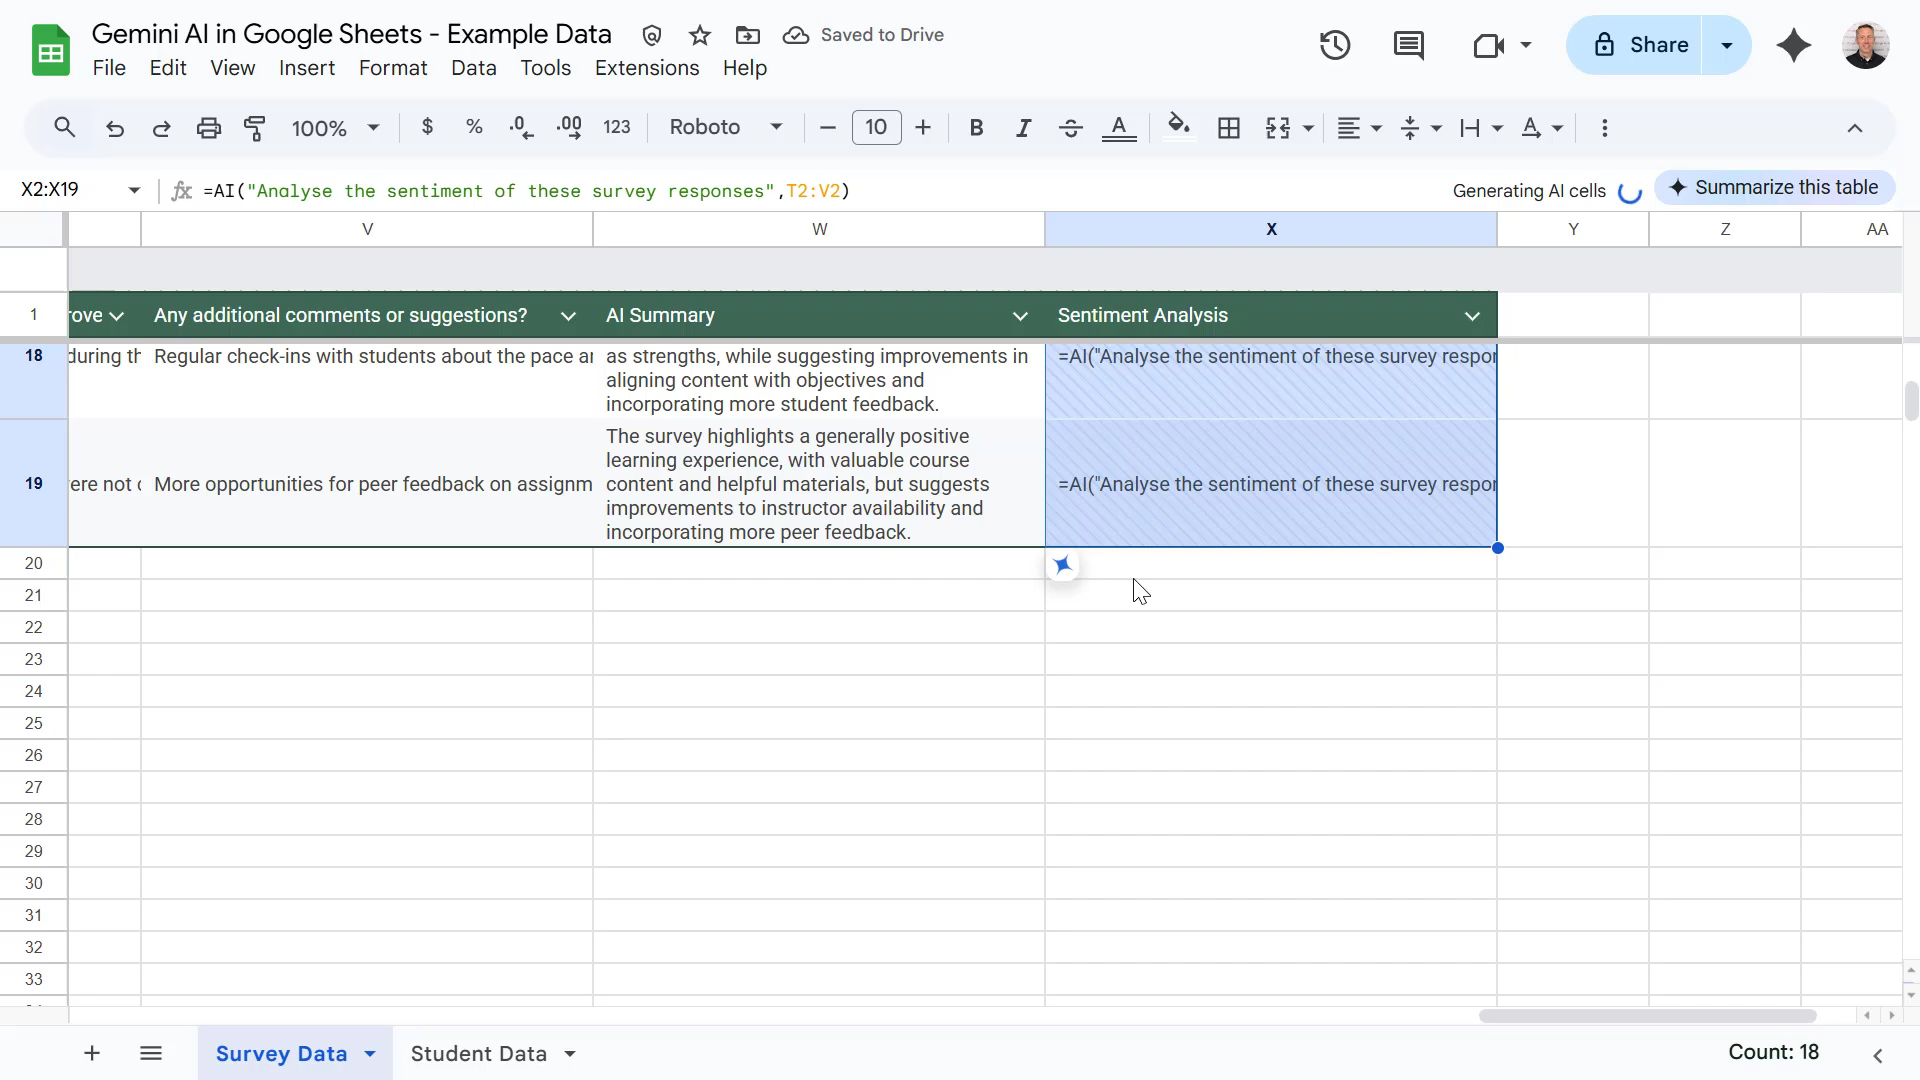 Gemini AI in Google Sheets - Example Data
Saved to Drive
File Edit View Insert Format Data Tools Extensions Help
Share
100% $ % .0 .00 123 Roboto 10 B I A
X2:X19
fx =AI("Analyse the sentiment of these survey responses",T2:V2)
Generating AI cells
Summarize this table
V W X Y Z AA
1 rove Any additional comments or suggestions? AI Summary Sentiment Analysis
18 during th Regular check-ins with students about the pace ar
as strengths, while suggesting improvements in
aligning content with objectives and
incorporating more student feedback.
=AI("Analyse the sentiment of these survey respor
19 ere not c More opportunities for peer feedback on assignm
The survey highlights a generally positive
learning experience, with valuable course
content and helpful materials, but suggests
improvements to instructor availability and
incorporating more peer feedback.
=AI("Analyse the sentiment of these survey respor
20
21
22
23
24
25
26
27
28
29
30
31
32
33
Survey Data Student Data
Count: 18